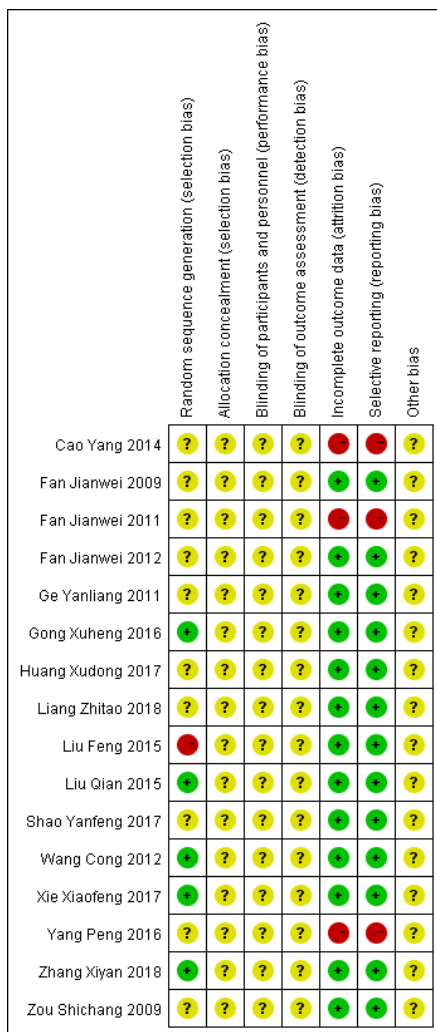 Random sequence generation (selection bias)
Allocation concealment (selection bias)
Blinding of participants and personnel (performance bias)
Blinding of outcome assessment (detection bias)
Incomplete outcome data (attrition bias)
Selective reporting (reporting bias)
Other bias
Cao Yang 2014 ? ? ? ? - - ?
Fan Jianwei 2009 ? ? ? ? + + ?
Fan Jianwei 2011 ? ? ? ? - - ?
Fan Jianwei 2012 ? ? ? ? + + ?
Ge Yanliang 2011 ? ? ? ? + + ?
Gong Xuheng 2016 + ? ? ? + + ?
Huang Xudong 2017 ? ? ? ? + + ?
Liang Zhitao 2018 ? ? ? ? + + ?
Liu Feng 2015 - ? ? ? + + ?
Liu Qian 2015 + ? ? ? + + ?
Shao Yanfeng 2017 ? ? ? ? + + ?
Wang Cong 2012 + ? ? ? + + ?
Xie Xiaofeng 2017 + ? ? ? + + ?
Yang Peng 2016 ? ? ? ? - - ?
Zhang Xiyan 2018 + ? ? ? + + ?
Zou Shichang 2009 ? ? ? ? + + ?